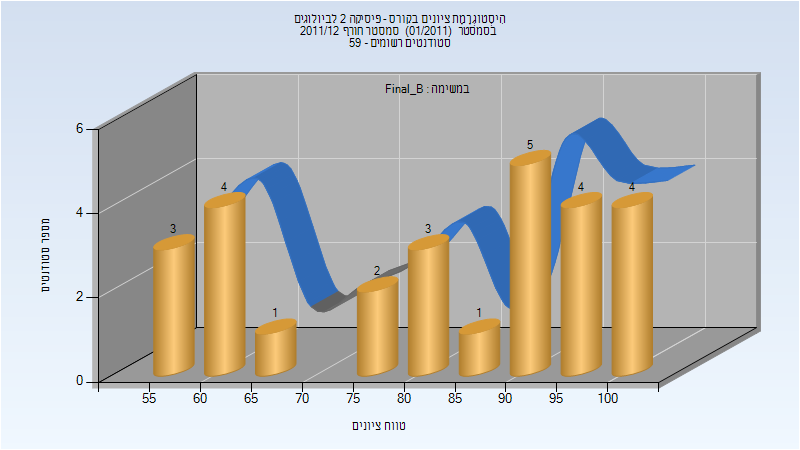 הִיסְטוֹגְרָמַת ציונים בקורס - פיסיקה 2 לביולוגים
בסמסטר (01/2011) סמסטר חורף 2011/12
סטודנטים רשומים - 59
במשימה : Final_B
מספר סטודנטים
6
4
2
0
3
4
1
2
3
1
5
4
4
55 60 65 70 75 80 85 90 95 100
טווח ציונים